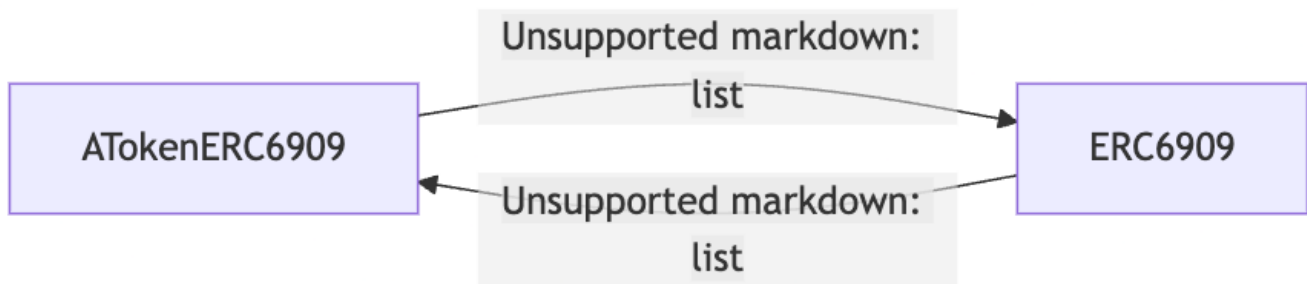 Unsupported markdown:
list
ATokenERC6909
ERC6909
Unsupported markdown:
list